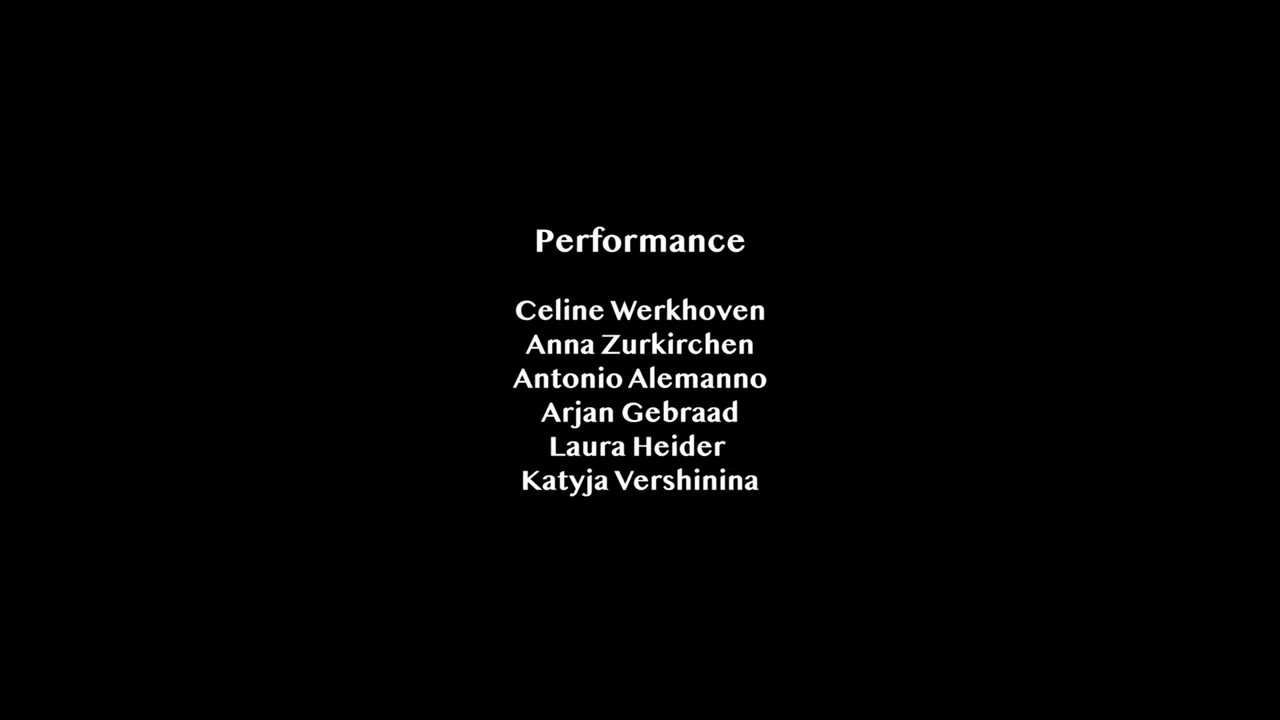 Performance
Celine Werkhoven
Anna Zurkirchen
Antonio Alemanno
Arjan Gebraad
Laura Heider
Katyja Vershinina